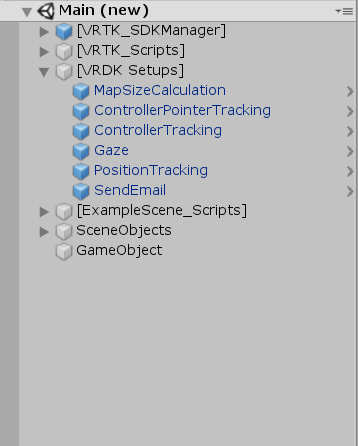 Main (new)
[VRTK_SDKManager]
[VRTK_Scripts]
[VRDK Setups]
MapSizeCalculation
ControllerPointerTracking
ControllerTracking
Gaze
PositionTracking
SendEmail
[ExampleScene_Scripts]
SceneObjects
GameObject